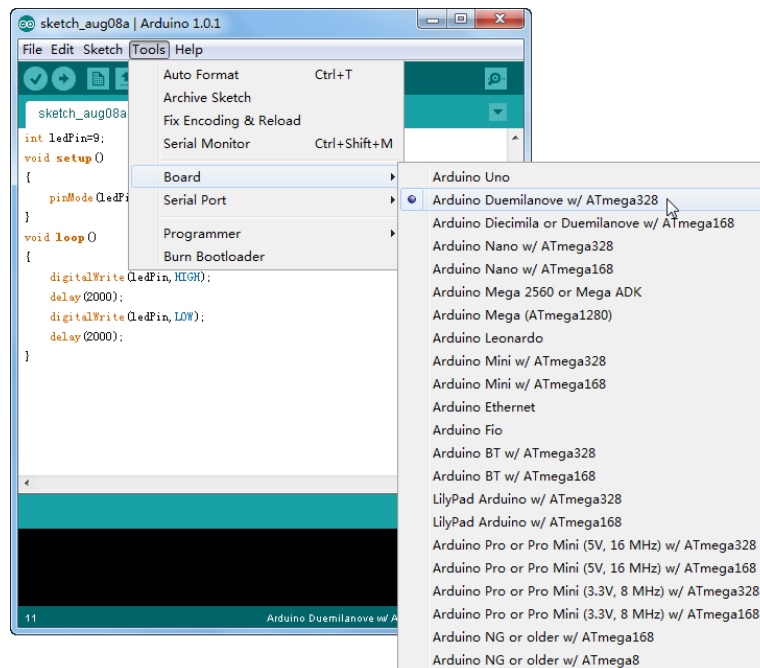 sketch_aug08a | Arduino 1.0.1
File Edit Sketch Tools Help
sketch_aug08a
Auto Format Ctrl+T
Archive Sketch
Fix Encoding & Reload
Serial Monitor Ctrl+Shift+M
Board
Serial Port
Programmer
Burn Bootloader
int ledPin=9;
void setup()
{
pinMode(ledPi
}
void loop()
{
digitalWrite(ledPin,HIGH);
delay(2000);
digitalWrite(ledPin,LOW);
delay(2000);
}
Arduino Uno
Arduino Duemilanove w/ ATmega328
Arduino Diecimila or Duemilanove w/ ATmega168
Arduino Nano w/ ATmega328
Arduino Nano w/ ATmega168
Arduino Mega 2560 or Mega ADK
Arduino Mega (ATmega1280)
Arduino Leonardo
Arduino Mini w/ ATmega328
Arduino Mini w/ ATmega168
Arduino Ethernet
Arduino Fio
Arduino BT w/ ATmega328
Arduino BT w/ ATmega168
LilyPad Arduino w/ ATmega328
LilyPad Arduino w/ ATmega168
Arduino Pro or Pro Mini (5V, 16 MHz) w/ ATmega328
Arduino Pro or Pro Mini (5V, 16 MHz) w/ ATmega168
Arduino Pro or Pro Mini (3.3V, 8 MHz) w/ ATmega328
Arduino Pro or Pro Mini (3.3V, 8 MHz) w/ ATmega168
Arduino NG or older w/ ATmega168
Arduino NG or older w/ ATmega8
11 Arduino Duemilanove w/ A